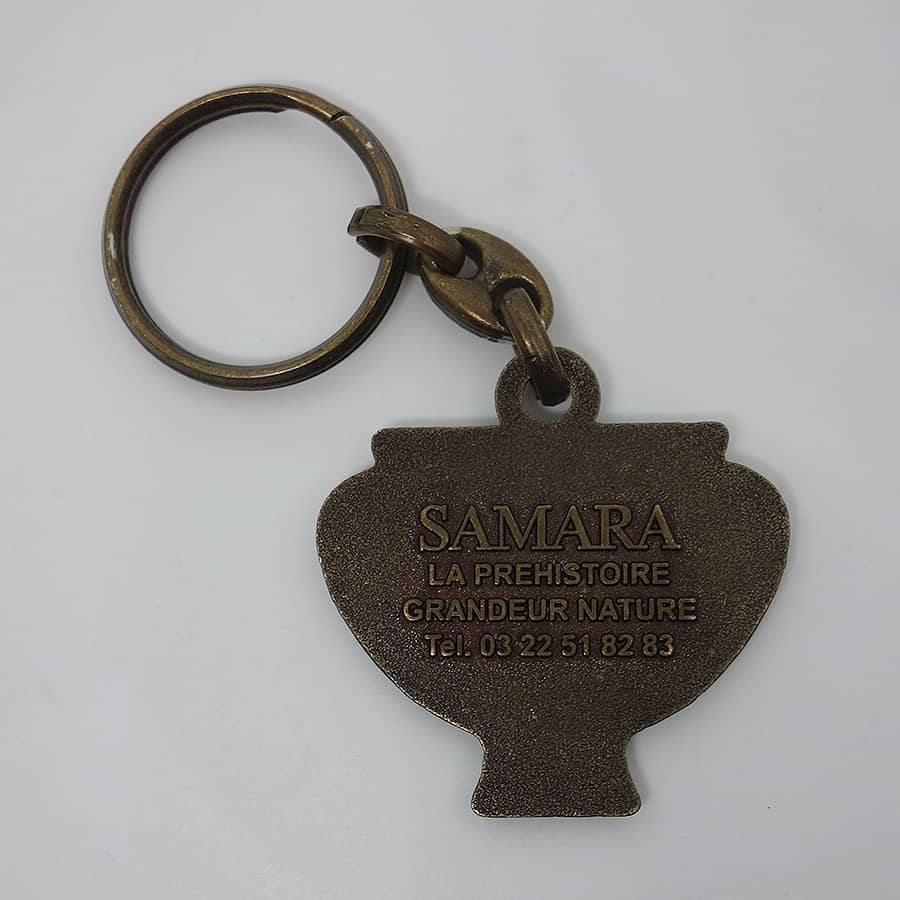 SAMARA
LA PREHISTOIRE
GRANDEUR NATURE
Tel. 03 22 51 82 83